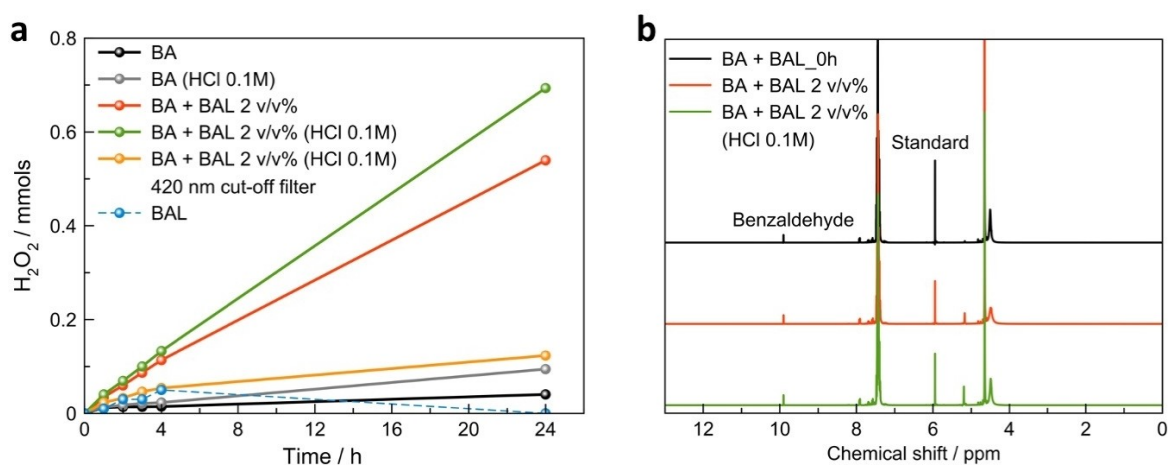 a
0.8
0.6
0.4
0.2
0
H₂O₂ / mmols
BA
BA (HCl 0.1M)
BA + BAL 2 v/v%
BA + BAL 2 v/v% (HCl 0.1M)
BA + BAL 2 v/v% (HCl 0.1M)
420 nm cut-off filter
BAL
0 4 8 12 16 20 24
Time / h
b
BA + BAL_0h
BA + BAL 2 v/v%
BA + BAL 2 v/v%
(HCl 0.1M)
Standard
Benzaldehyde
12 10 8 6 4 2 0
Chemical shift / ppm